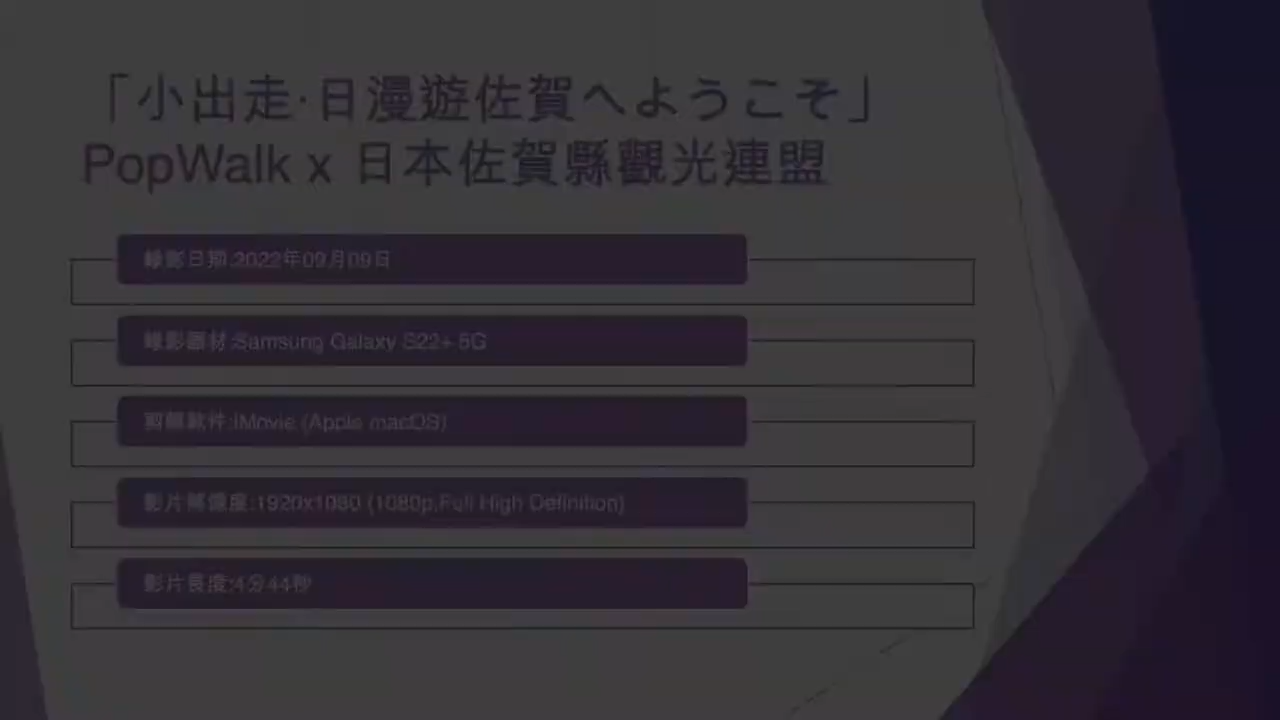 「小出走·日漫遊佐賀へようこそ」
PopWalk x 日本佐賀縣觀光連盟
錄影日期:2022年09月09日
錄影器材:Samsung Galaxy S22+ 5G
剪輯軟件:iMovie (Apple macOS)
影片解像度:1920x1080 (1080p,Full High Definition)
影片長度:4分44秒